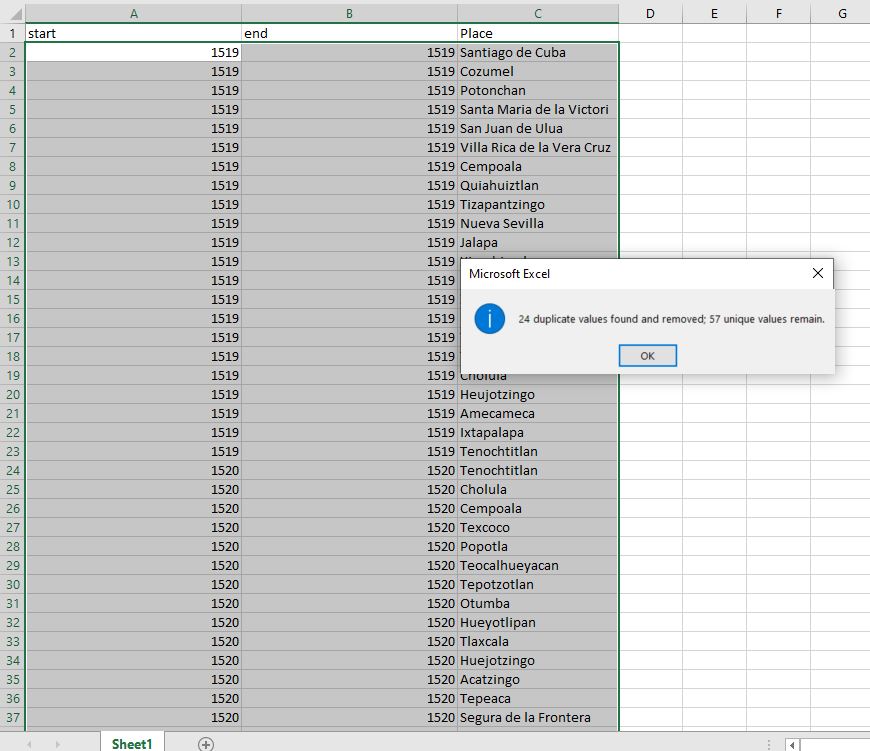 A B C D E F G
1 start end Place
2 1519 1519 Santiago de Cuba
3 1519 1519 Cozumel
4 1519 1519 Potonchan
5 1519 1519 Santa Maria de la Victori
6 1519 1519 San Juan de Ulua
7 1519 1519 Villa Rica de la Vera Cruz
8 1519 1519 Cempoala
9 1519 1519 Quiahuiztlan
10 1519 1519 Tizapantzingo
11 1519 1519 Nueva Sevilla
12 1519 1519 Jalapa
13 1519 1519
14 1519 1519
15 1519 1519
16 1519 1519
17 1519 1519
18 1519 1519
19 1519 1519 Cholula
20 1519 1519 Heujotzingo
21 1519 1519 Amecameca
22 1519 1519 Ixtapalapa
23 1519 1519 Tenochtitlan
24 1520 1520 Tenochtitlan
25 1520 1520 Cholula
26 1520 1520 Cempoala
27 1520 1520 Texcoco
28 1520 1520 Popotla
29 1520 1520 Teocalhueyacan
30 1520 1520 Tepotzotlan
31 1520 1520 Otumba
32 1520 1520 Hueyotlipan
33 1520 1520 Tlaxcala
34 1520 1520 Huejotzingo
35 1520 1520 Acatzingo
36 1520 1520 Tepeaca
37 1520 1520 Segura de la Frontera
Microsoft Excel
24 duplicate values found and removed; 57 unique values remain.
OK
Sheet1